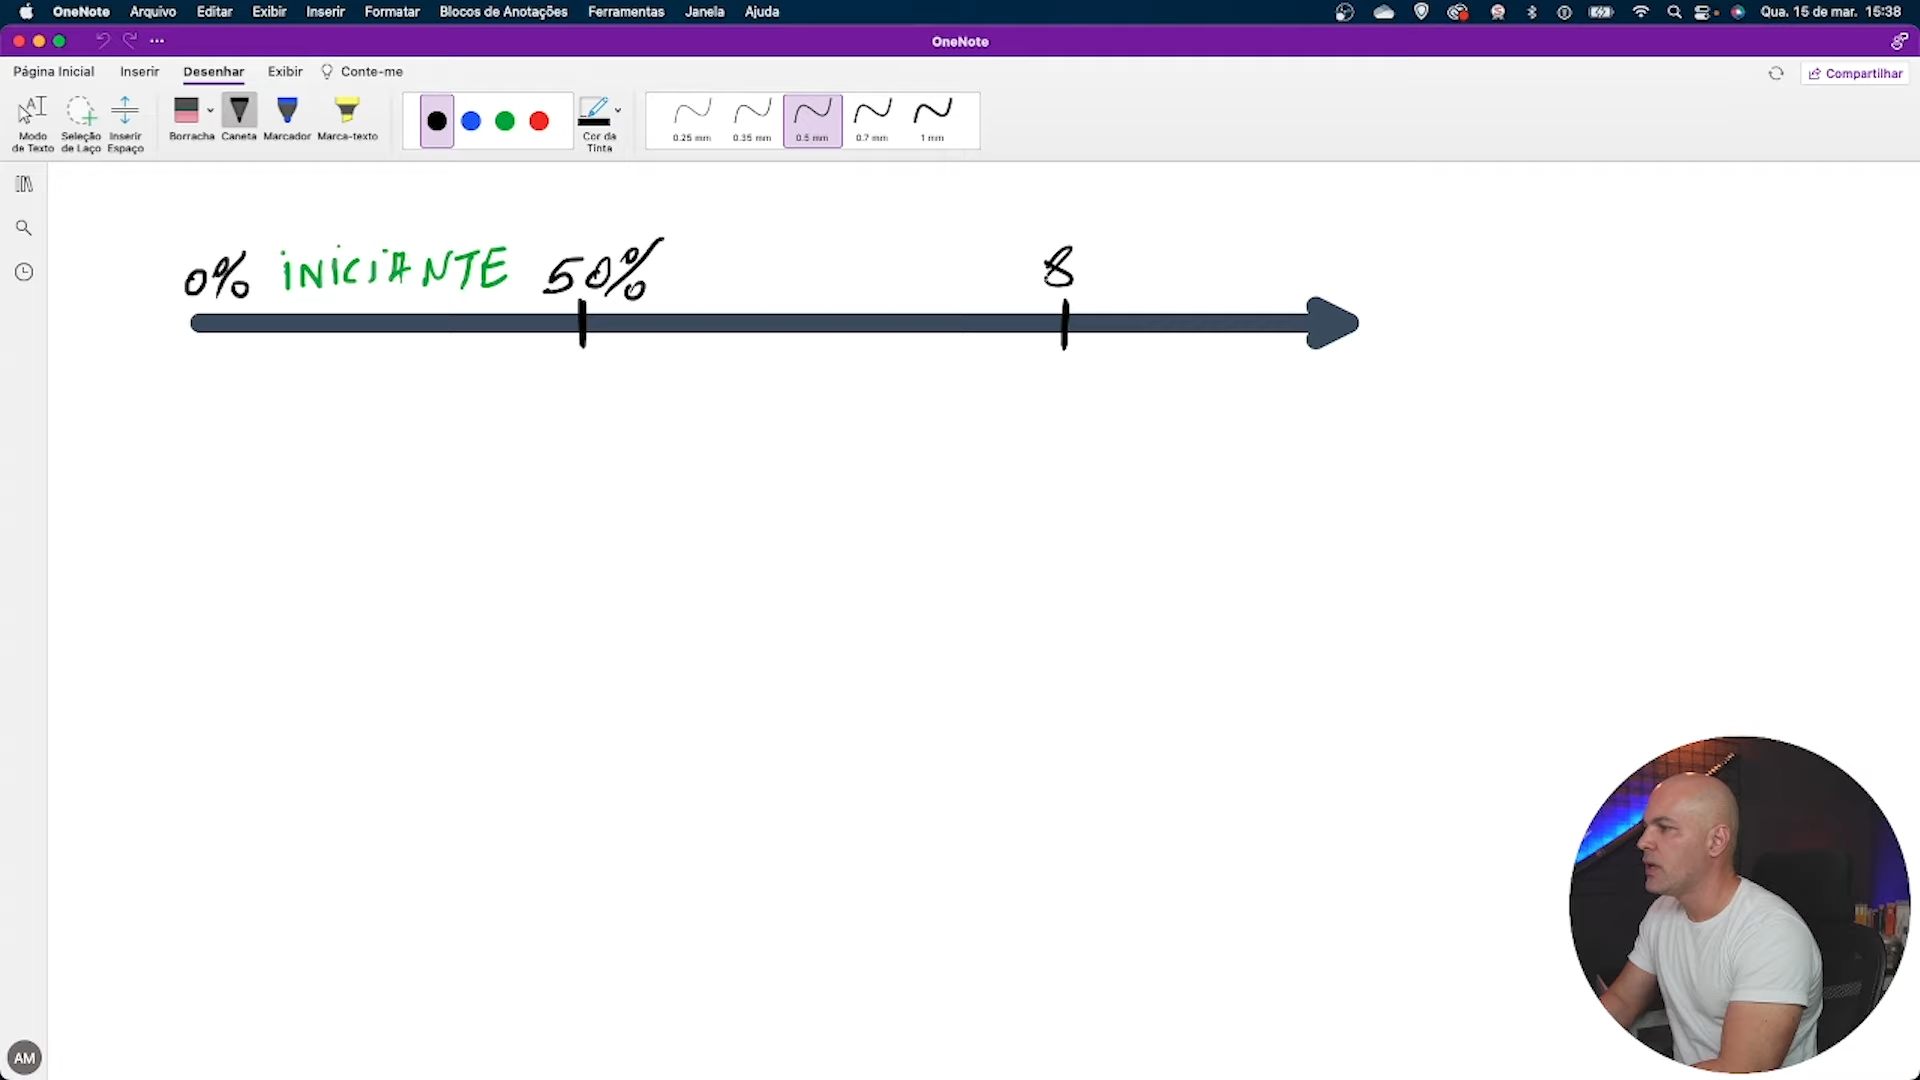 OneNote Arquivo Editar Exibir Inserir Formatar Blocos de Anotações Ferramentas Janela Ajuda Qua. 15 de mar. 15:38
OneNote
Página Inicial Inserir Desenhar Exibir Conte-me Compartilhar
Modo de Texto
Seleção de Laço
Inserir Espaço
Borracha Caneta Marcador Marca-texto
Cor da Tinta
0.25 mm 0.35 mm 0.5 mm 0.7 mm 1 mm
0% iNiCiANTE 50% 8
AM